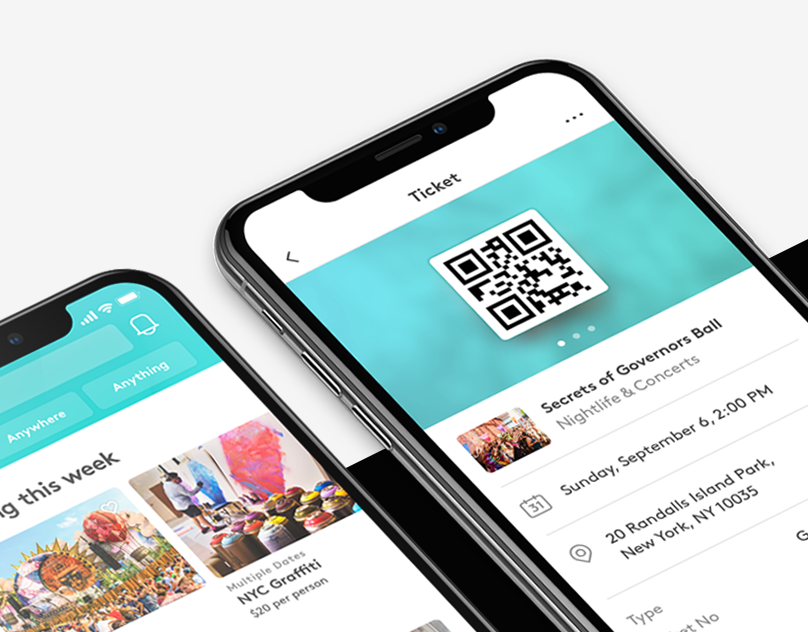 Ticket
Secrets of Governors Ball
Nightlife & Concerts
Sunday, September 6, 2:00 PM
31
20 Randalls Island Park,
New York, NY 10035
Type
No
Anywhere
Anything
this week
Multiple Dates
NYC Graffiti
$20 per person